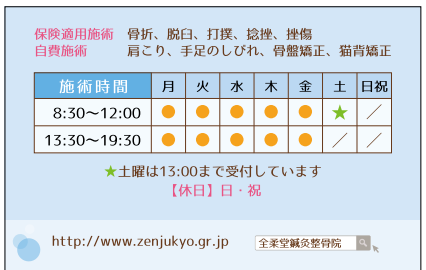 保険適用施術 骨折、脱臼、打撲、捻挫、挫傷
自費施術 肩こり、手足のしびれ、骨盤矯正、猫背矯正
施術時間 月 火 水 木 金 土 日祝
8:30〜12:00 ● ● ● ● ● ★ ／
13:30〜19:30 ● ● ● ● ● ／ ／
★土曜は13:00まで受付しています
【休日】日・祝
http://www.zenjukyo.gr.jp 全柔堂鍼灸整骨院